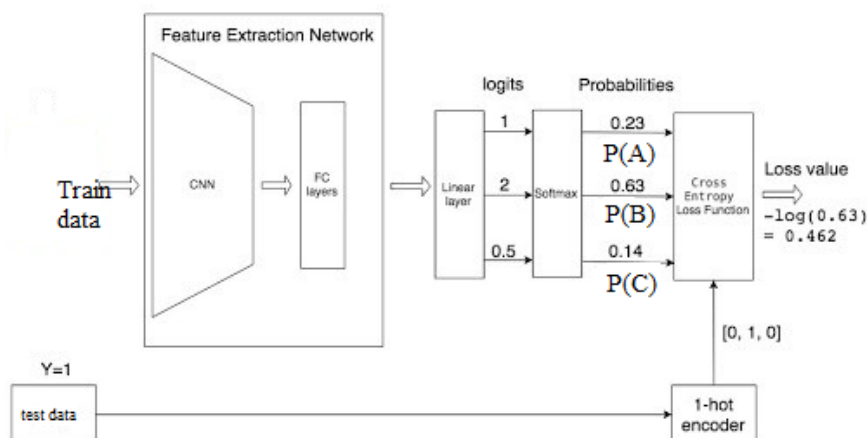 Feature Extraction Network
logits
Probabilities
Train
data
CNN
FC
layers
Linear
layer
1
2
0.5
Softmax
0.23
P(A)
0.63
P(B)
0.14
P(C)
Cross
Entropy
Loss Function
Loss value
-log(0.63)
= 0.462
[0, 1, 0]
Y=1
test data
1-hot
encoder